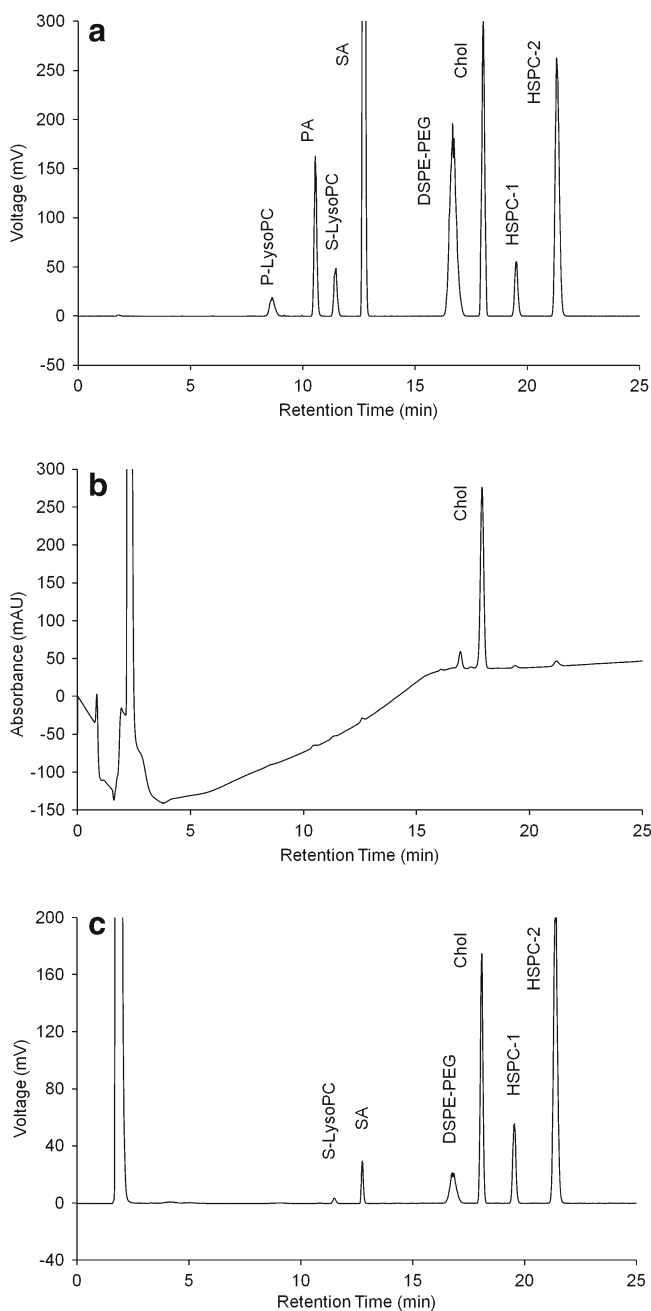 a
300
250
200
150
100
50
0
-50
Voltage (mV)
P-LysoPC
PA
S-LysoPC
SA
DSPE-PEG
Chol
HSPC-1
HSPC-2
0 5 10 15 20 25
Retention Time (min)
b
300
250
200
150
100
50
0
-50
-100
-150
Absorbance (mAU)
Chol
0 5 10 15 20 25
Retention Time (min)
c
200
160
120
80
40
0
-40
Voltage (mV)
S-LysoPC
SA
DSPE-PEG
Chol
HSPC-1
HSPC-2
0 5 10 15 20 25
Retention Time (min)